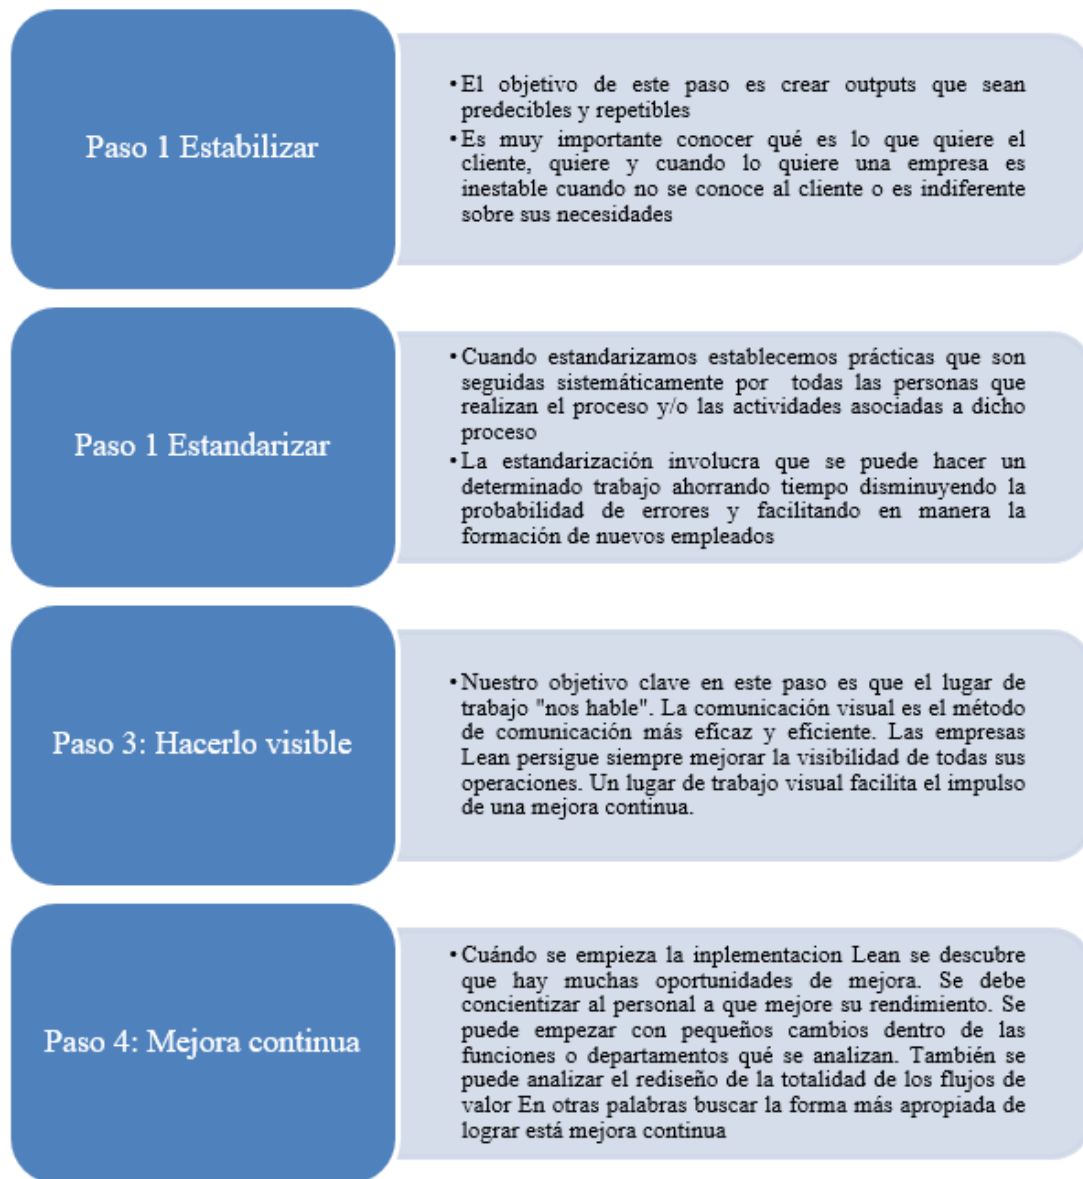 Paso 1 Estabilizar
•El objetivo de este paso es crear outputs que sean
predecibles y repetibles
•Es muy importante conocer qué es lo que quiere el
cliente, quiere y cuando lo quiere una empresa es
inestable cuando no se conoce al cliente o es indiferente
sobre sus necesidades
Paso 1 Estandarizar
•Cuando estandarizamos establecemos prácticas que son
seguidas sistemáticamente por todas las personas que
realizan el proceso y/o las actividades asociadas a dicho
proceso
•La estandarización involucra que se puede hacer un
determinado trabajo ahorrando tiempo disminuyendo la
probabilidad de errores y facilitando en manera la
formación de nuevos empleados
Paso 3: Hacerlo visible
•Nuestro objetivo clave en este paso es que el lugar de
trabajo "nos hable". La comunicación visual es el método
de comunicación más eficaz y eficiente. Las empresas
Lean persigue siempre mejorar la visibilidad de todas sus
operaciones. Un lugar de trabajo visual facilita el impulso
de una mejora continua.
Paso 4: Mejora continua
•Cuándo se empieza la inplementacion Lean se descubre
que hay muchas oportunidades de mejora. Se debe
concientizar al personal a que mejore su rendimiento. Se
puede empezar con pequeños cambios dentro de las
funciones o departamentos qué se analizan. También se
puede analizar el rediseño de la totalidad de los flujos de
valor En otras palabras buscar la forma más apropiada de
lograr está mejora continua